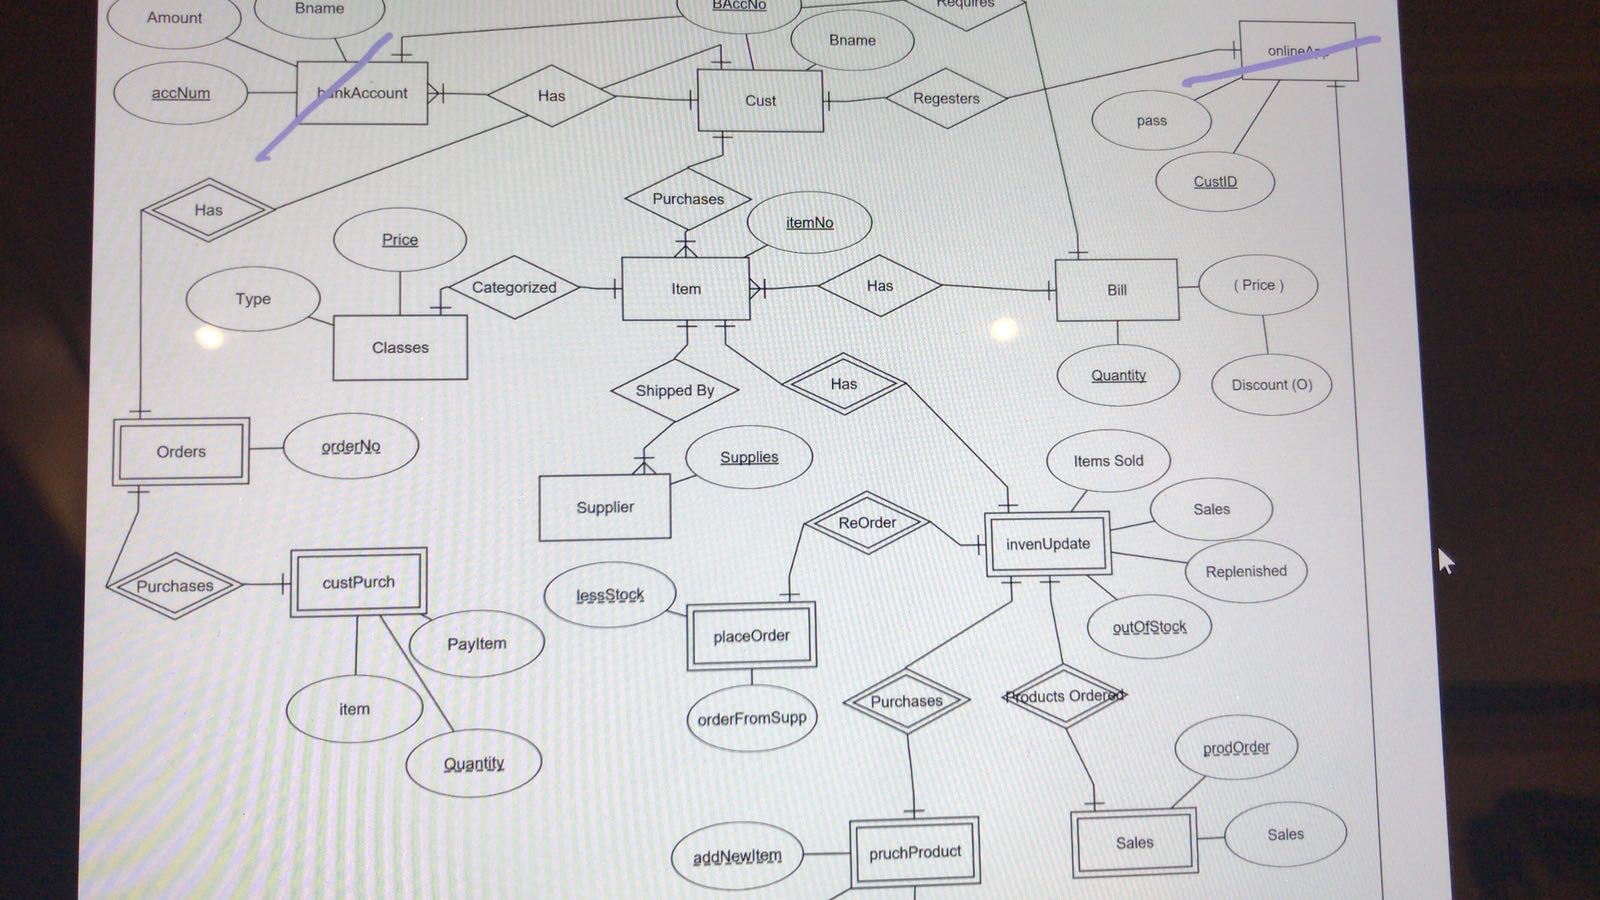 Amount
Bname
BAccNo
Requires
Bname
onlineApp
accNum
bankAccount
Has
Cust
Regesters
pass
CustID
Has
Purchases
itemNo
Price
Type
Categorized
Item
Has
Bill
( Price )
Classes
Shipped By
Has
Quantity
Discount (O)
Orders
orderNo
Supplies
Items Sold
Supplier
ReOrder
Sales
invenUpdate
Replenished
Purchases
custPurch
lessStock
placeOrder
outOfStock
PayItem
item
orderFromSupp
Purchases
Products Ordered
Quantity
prodOrder
addNewItem
pruchProduct
Sales
Sales